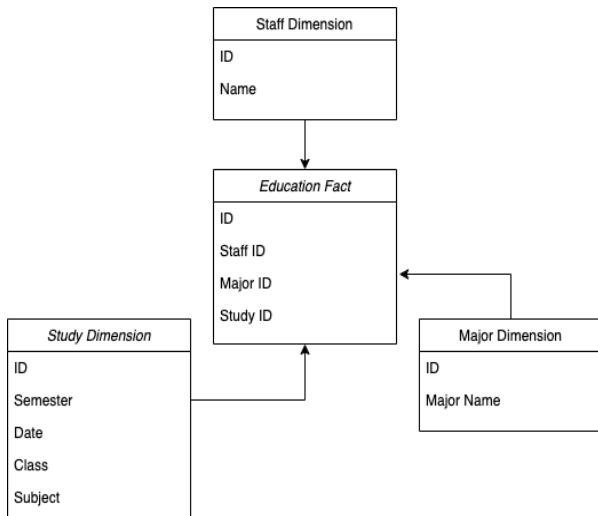 Staff Dimension
ID
Name
Education Fact
ID
Staff ID
Major ID
Study ID
Study Dimension
ID
Semester
Date
Class
Subject
Major Dimension
ID
Major Name